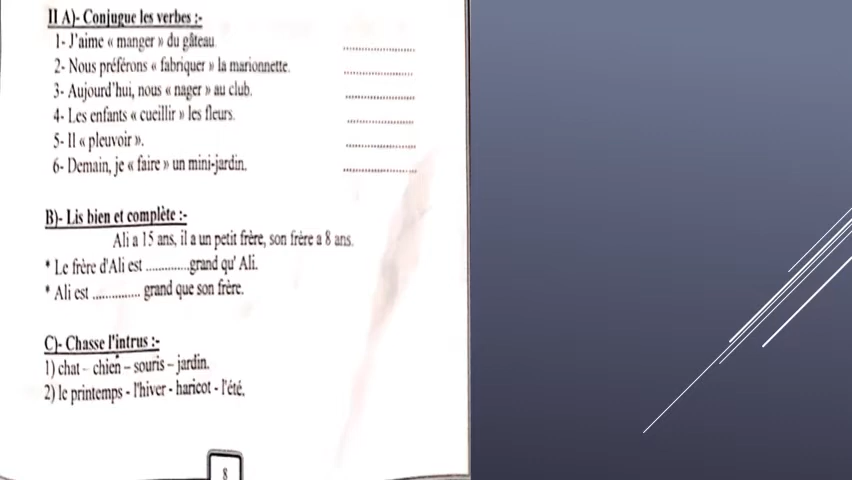 II A)- Conjugue les verbes :-
1- J'aime « manger » du gâteau. ....................
2- Nous préférons « fabriquer » la marionnette. ....................
3- Aujourd'hui, nous « nager » au club. ....................
4- Les enfants « cueillir » les fleurs. ....................
5- Il « pleuvoir ». ....................
6- Demain, je « faire » un mini-jardin. ....................
B)- Lis bien et complète :-
Ali a 15 ans, il a un petit frère, son frère a 8 ans.
* Le frère d'Ali est .............grand qu' Ali.
* Ali est .............. grand que son frère.
C)- Chasse l'intrus :-
1) chat – chien – souris – jardin.
2) le printemps - l'hiver - haricot - l'été.
8